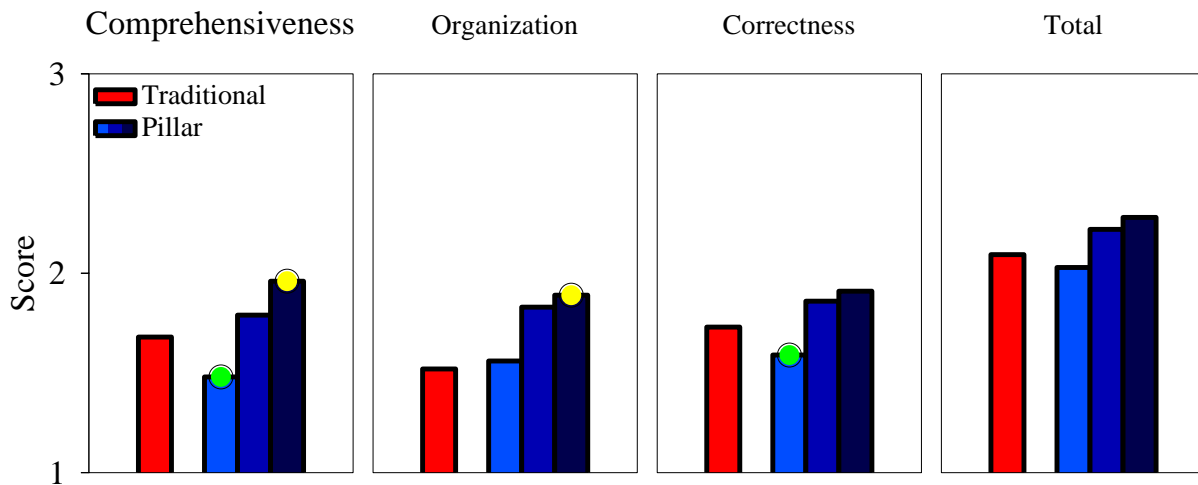 Comprehensiveness
Organization
Correctness
Total
3
Traditional
Pillar
2
Score
1